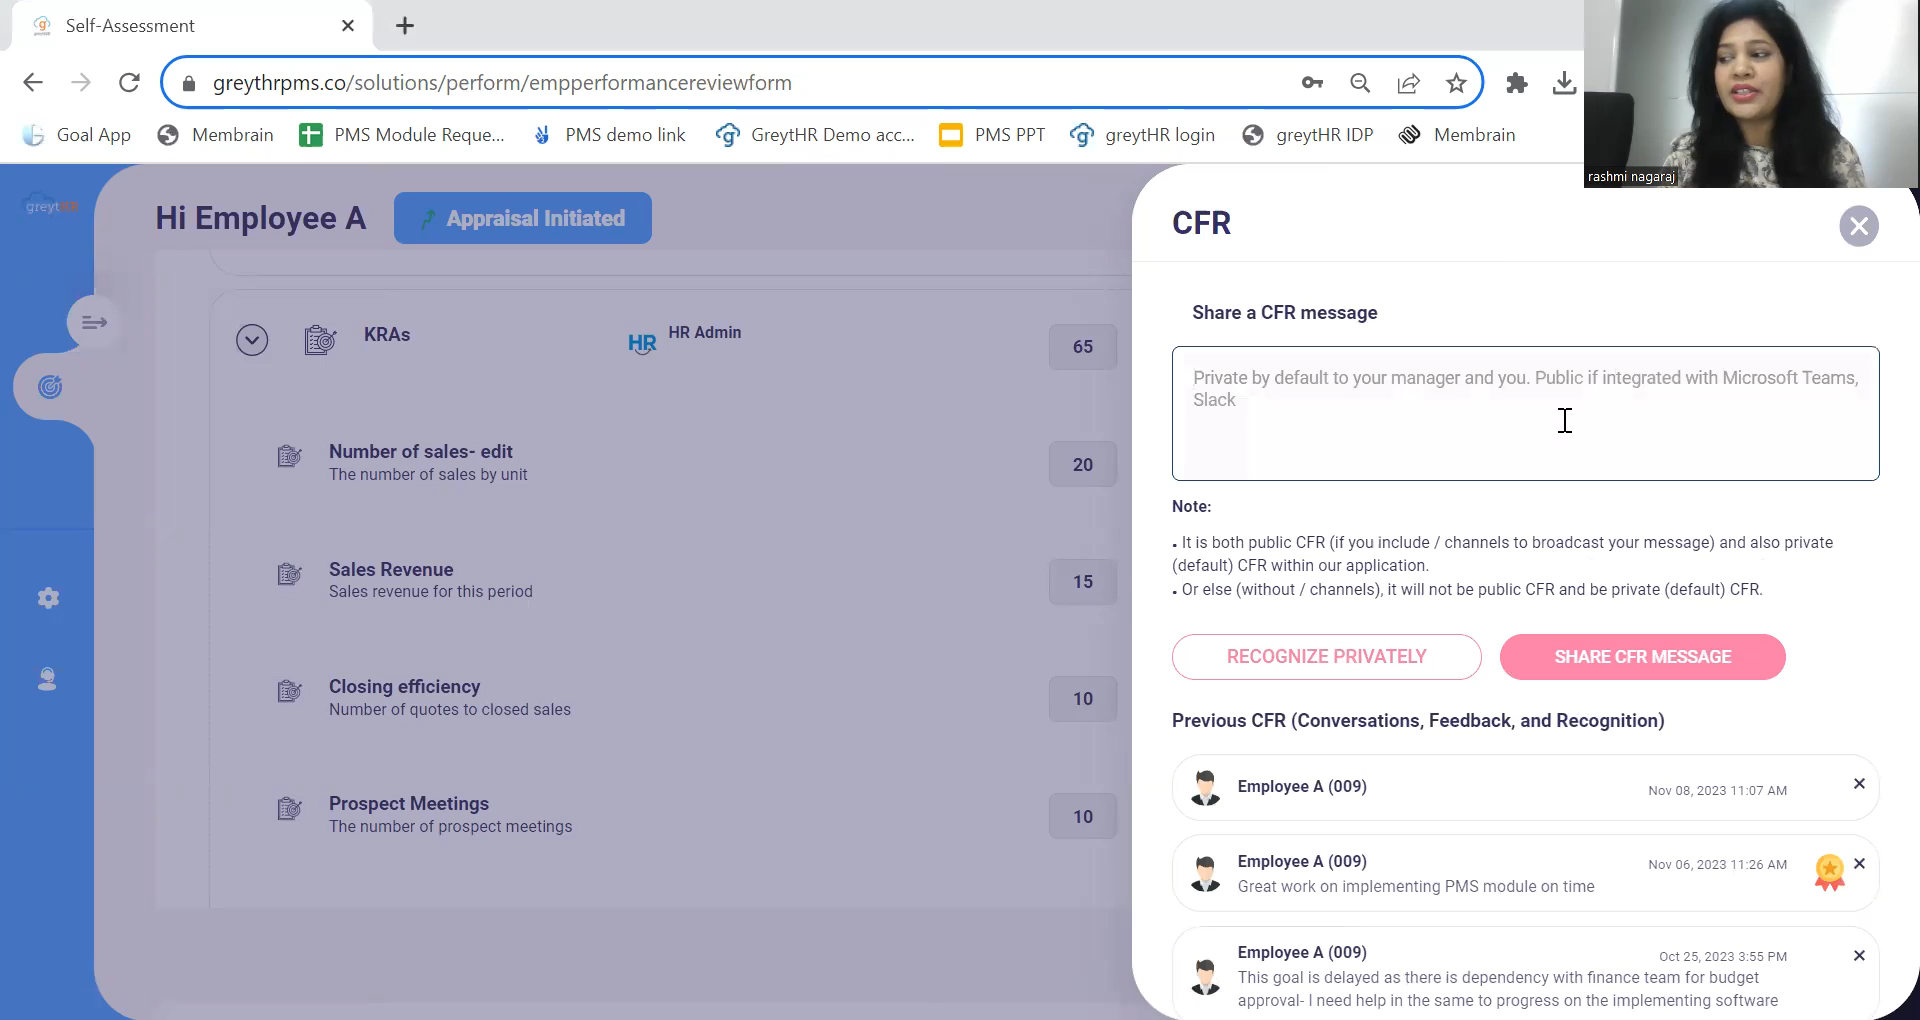 Self-Assessment
greythrpms.co/solutions/perform/empperformancereviewform
Goal App
Membrain
PMS Module Reque...
PMS demo link
GreytHR Demo acc...
PMS PPT
greytHR login
greytHR IDP
Membrain
rashmi nagaraj
greytHR
Hi Employee A
Appraisal Initiated
KRAs
HR
HR Admin
65
Number of sales- edit
The number of sales by unit
20
Sales Revenue
Sales revenue for this period
15
Closing efficiency
Number of quotes to closed sales
10
Prospect Meetings
The number of prospect meetings
10
CFR
Share a CFR message
Private by default to your manager and you. Public if integrated with Microsoft Teams,
Slack
Note:
• It is both public CFR (if you include / channels to broadcast your message) and also private
(default) CFR within our application.
• Or else (without / channels), it will not be public CFR and be private (default) CFR.
RECOGNIZE PRIVATELY
SHARE CFR MESSAGE
Previous CFR (Conversations, Feedback, and Recognition)
Employee A (009)
Nov 08, 2023 11:07 AM
Employee A (009)
Nov 06, 2023 11:26 AM
Great work on implementing PMS module on time
Employee A (009)
Oct 25, 2023 3:55 PM
This goal is delayed as there is dependency with finance team for budget
approval- I need help in the same to progress on the implementing software